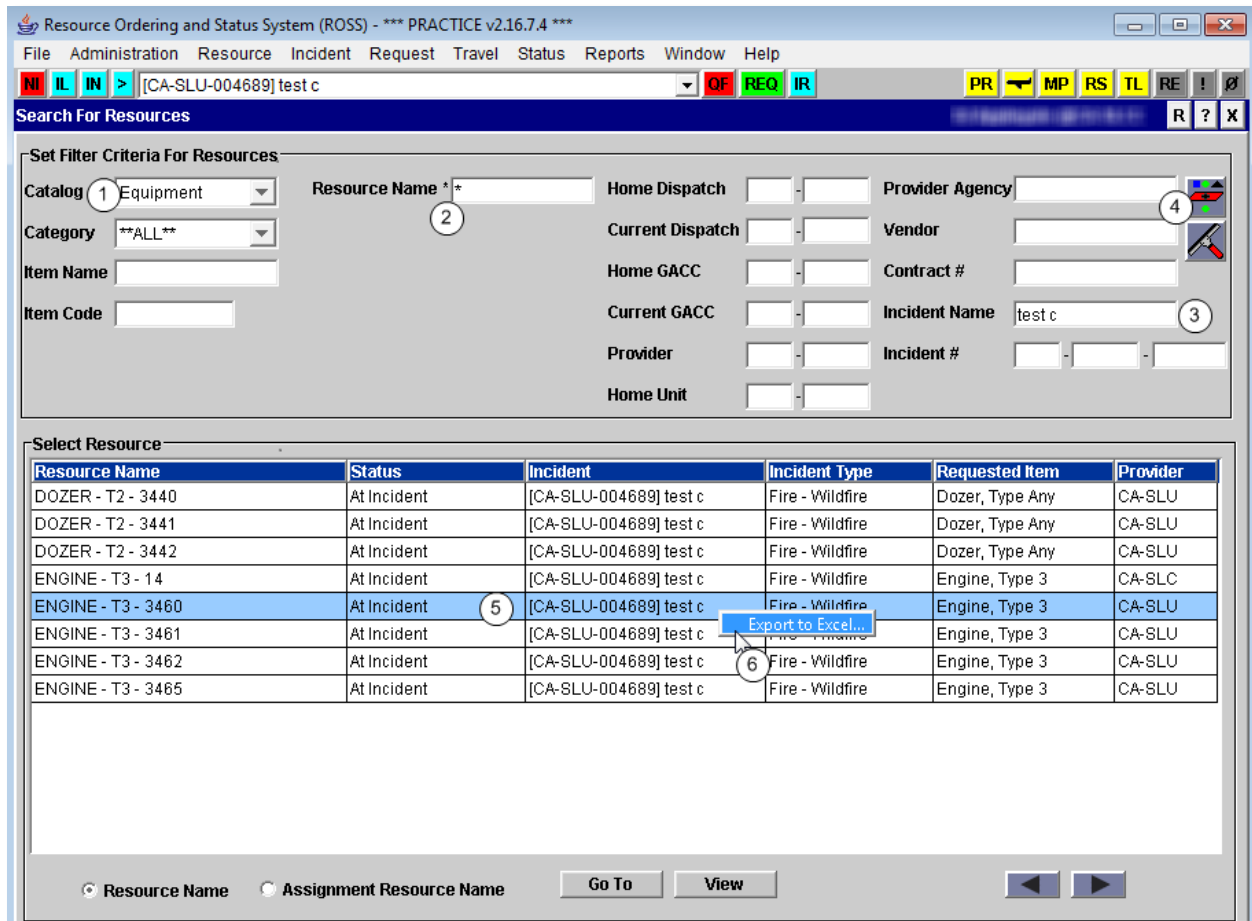 Resource Ordering and Status System (ROSS) - *** PRACTICE v2.16.7.4 ***
File Administration Resource Incident Request Travel Status Reports Window Help
NI IL IN > [CA-SLU-004689] test c QF REQ IR PR MP RS TL RE ! Ø
Search For Resources R ? X
Set Filter Criteria For Resources
Catalog 1 Equipment Resource Name * * Home Dispatch - Provider Agency
2 4
Category **ALL** Current Dispatch - Vendor
Item Name Home GACC - Contract #
Item Code Current GACC - Incident Name test c 3
Provider - Incident # - -
Home Unit -
Select Resource
Resource Name Status Incident Incident Type Requested Item Provider
DOZER - T2 - 3440 At Incident [CA-SLU-004689] test c Fire - Wildfire Dozer, Type Any CA-SLU
DOZER - T2 - 3441 At Incident [CA-SLU-004689] test c Fire - Wildfire Dozer, Type Any CA-SLU
DOZER - T2 - 3442 At Incident [CA-SLU-004689] test c Fire - Wildfire Dozer, Type Any CA-SLU
ENGINE - T3 - 14 At Incident [CA-SLU-004689] test c Fire - Wildfire Engine, Type 3 CA-SLC
ENGINE - T3 - 3460 At Incident 5 [CA-SLU-004689] test c Fire - Wildfire Engine, Type 3 CA-SLU
Export to Excel...
ENGINE - T3 - 3461 At Incident [CA-SLU-004689] test c Fire - Wildfire Engine, Type 3 CA-SLU
ENGINE - T3 - 3462 At Incident [CA-SLU-004689] test c 6 Fire - Wildfire Engine, Type 3 CA-SLU
ENGINE - T3 - 3465 At Incident [CA-SLU-004689] test c Fire - Wildfire Engine, Type 3 CA-SLU
Resource Name Assignment Resource Name Go To View